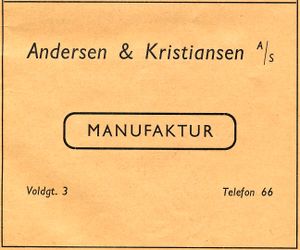 Andersen & Kristiansen A/S
MANUFAKTUR
Voldgt. 3 Telefon 66